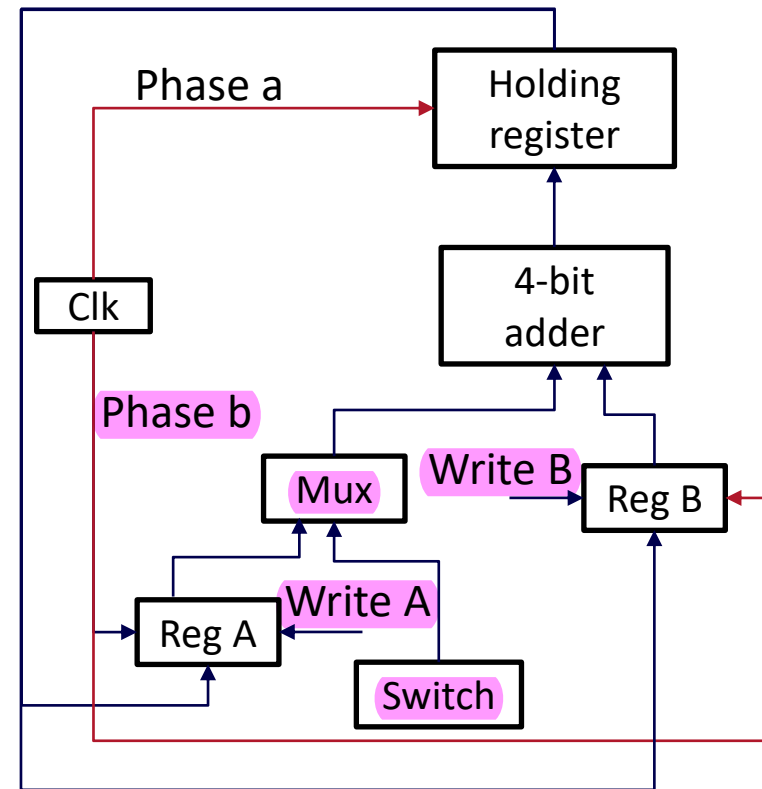 Phase a
Holding
register
Clk
4-bit
adder
Phase b
Mux
Write B
Reg B
Write A
Reg A
Switch